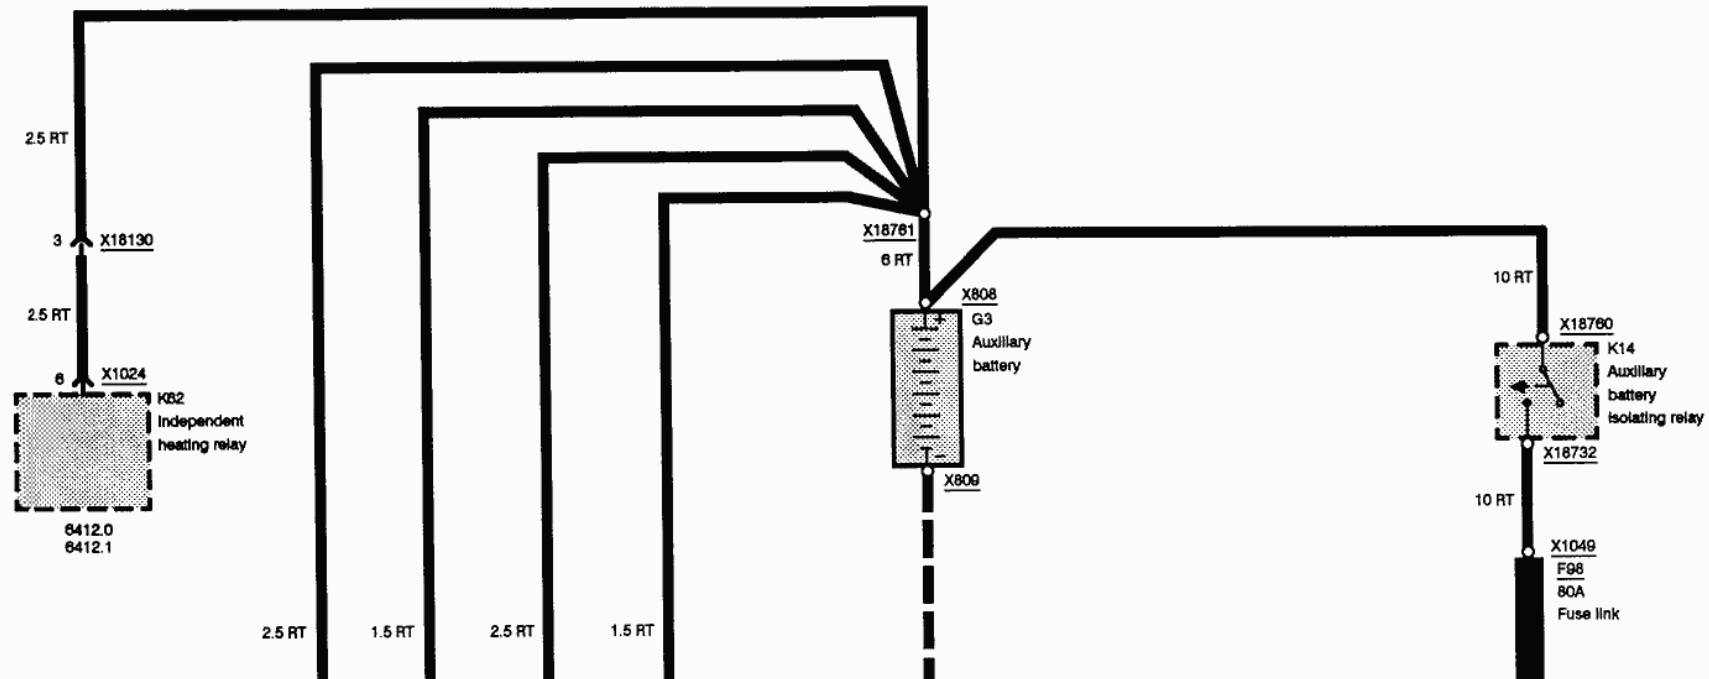 2.5 RT
3 X18130
2.5 RT
6 X1024
K62
Independent
heating relay
6412.0
6412.1
2.5 RT
1.5 RT
2.5 RT
1.5 RT
X18761
6 RT
X808
+ G3
Auxiliary
battery
-
X809
10 RT
X18760
K14
Auxiliary
battery
isolating relay
X18732
10 RT
X1049
F98
80A
Fuse link